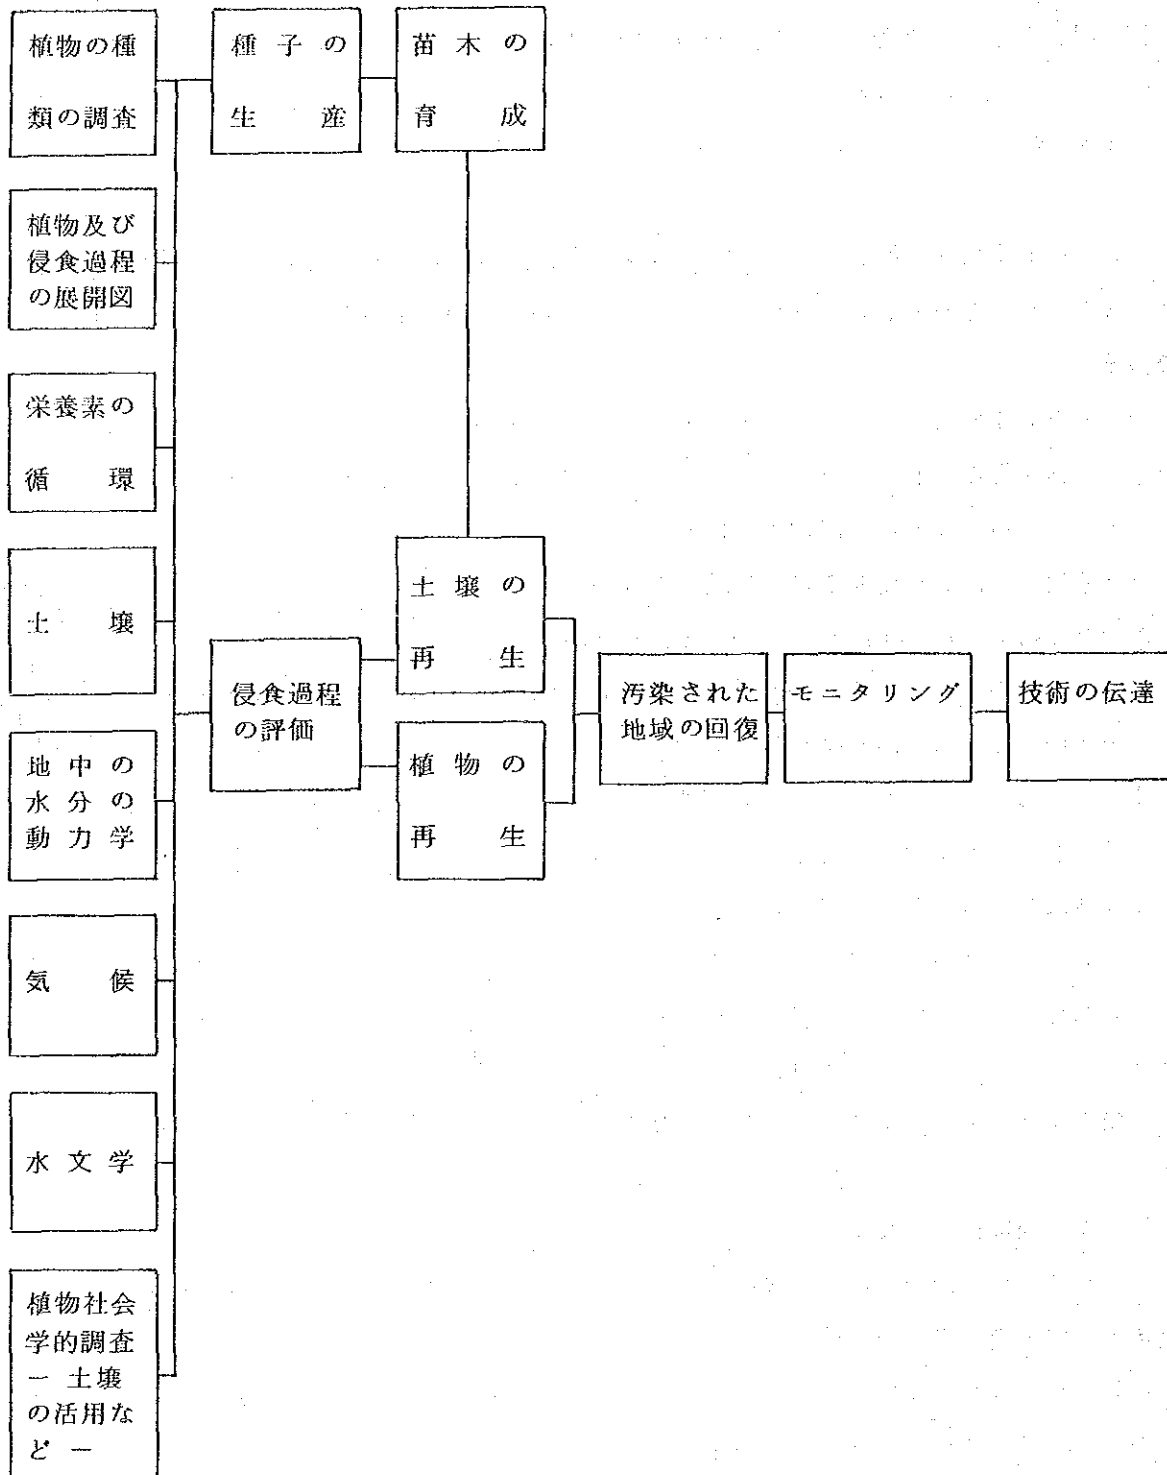 植物の種
類の調査
種子の
生産
苗木の
育成
植物及び
侵食過程
の展開図
栄養素の
循環
土壌
地中の
水分の
動力学
気候
水文学
植物社会
学的調査
ー 土壌
の活用な
ど ー
侵食過程
の評価
土壌の
再生
植物の
再生
汚染された
地域の回復
モニタリング
技術の伝達